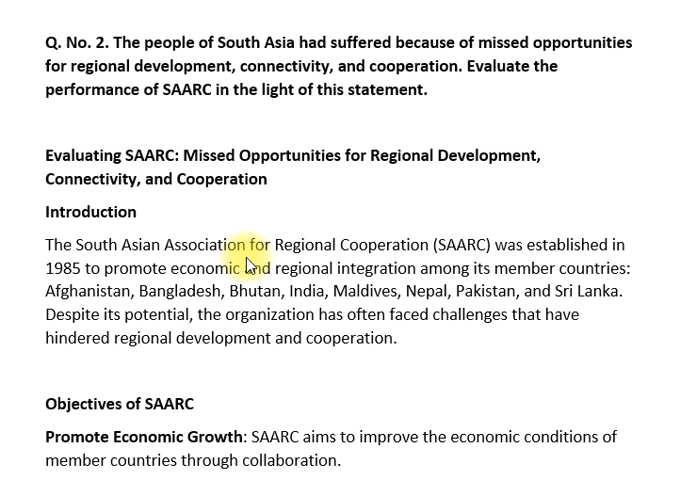 Q. No. 2. The people of South Asia had suffered because of missed opportunities
for regional development, connectivity, and cooperation. Evaluate the
performance of SAARC in the light of this statement.
Evaluating SAARC: Missed Opportunities for Regional Development,
Connectivity, and Cooperation
Introduction
The South Asian Association for Regional Cooperation (SAARC) was established in
1985 to promote economic and regional integration among its member countries:
Afghanistan, Bangladesh, Bhutan, India, Maldives, Nepal, Pakistan, and Sri Lanka.
Despite its potential, the organization has often faced challenges that have
hindered regional development and cooperation.
Objectives of SAARC
Promote Economic Growth: SAARC aims to improve the economic conditions of
member countries through collaboration.